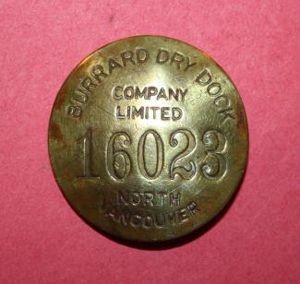 BURRARD DRY DOCK
COMPANY
LIMITED
16023
NORTH
VANCOUVER